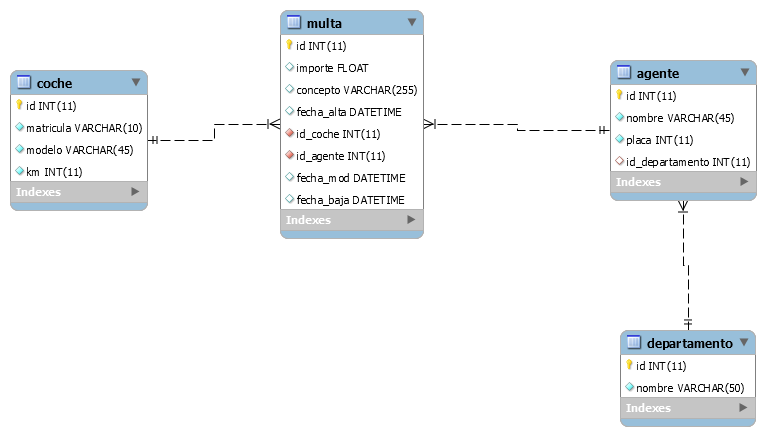 coche
id INT(11)
matricula VARCHAR(10)
modelo VARCHAR(45)
km INT(11)
Indexes
multa
id INT(11)
importe FLOAT
concepto VARCHAR(255)
fecha_alta DATETIME
id_coche INT(11)
id_agente INT(11)
fecha_mod DATETIME
fecha_baja DATETIME
Indexes
agente
id INT(11)
nombre VARCHAR(45)
placa INT(11)
id_departamento INT(11)
Indexes
departamento
id INT(11)
nombre VARCHAR(50)
Indexes